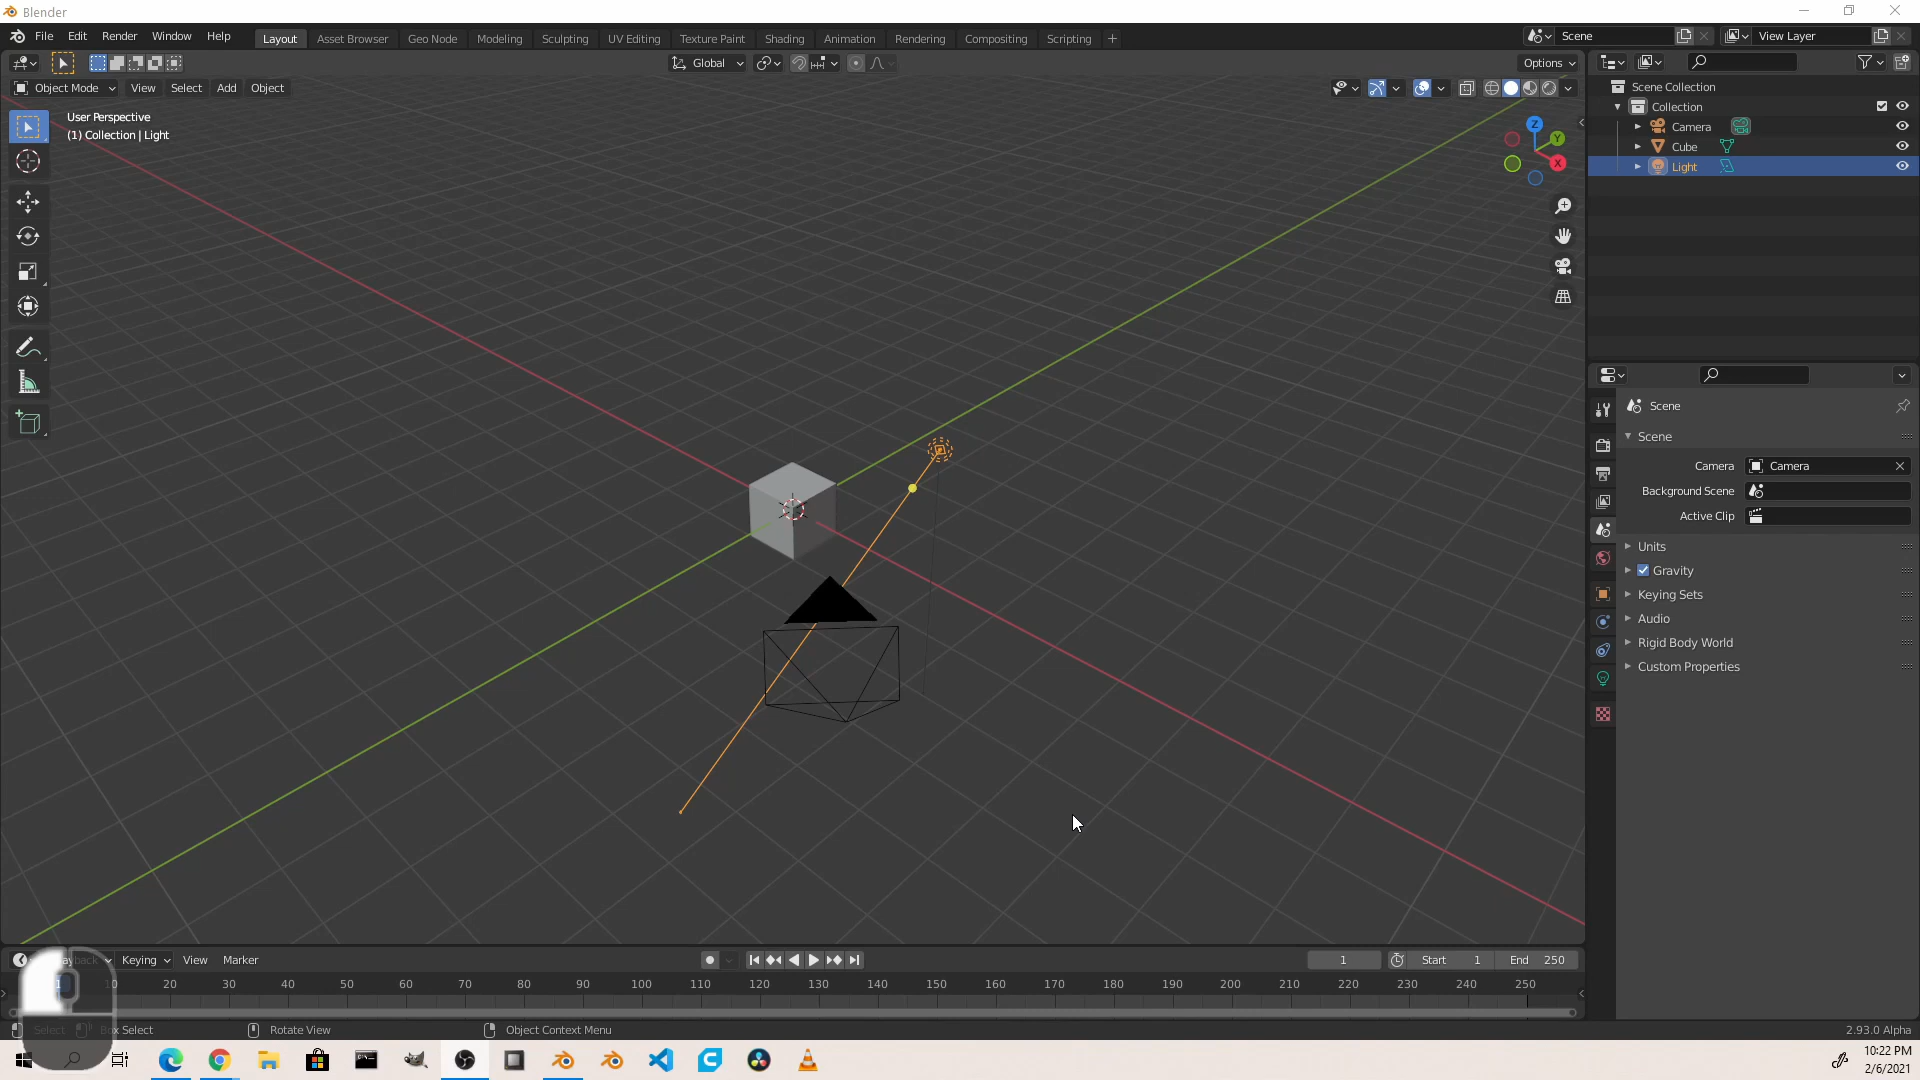 Blender
File Edit Render Window Help Layout Asset Browser Geo Node Modeling Sculpting UV Editing Texture Paint Shading Animation Rendering Compositing Scripting + Scene View Layer
Global Options
Object Mode View Select Add Object
User Perspective
(1) Collection | Light
Z
Y
X
Scene Collection
Collection
Camera
Cube
Light
Scene
Scene
Camera Camera
Background Scene
Active Clip
Units
Gravity
Keying Sets
Audio
Rigid Body World
Custom Properties
Keying View Marker 1 Start 1 End 250
1 10 20 30 40 50 60 70 80 90 100 110 120 130 140 150 160 170 180 190 200 210 220 230 240 250
Select Box Select Rotate View Object Context Menu 2.93.0 Alpha
10:22 PM
2/6/2021